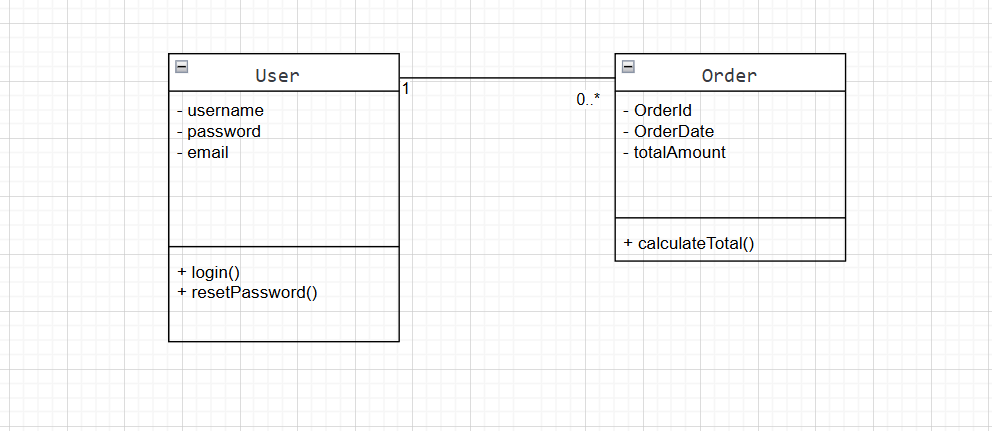 User
- username
- password
- email
+ login()
+ resetPassword()
1
0..*
Order
- OrderId
- OrderDate
- totalAmount
+ calculateTotal()